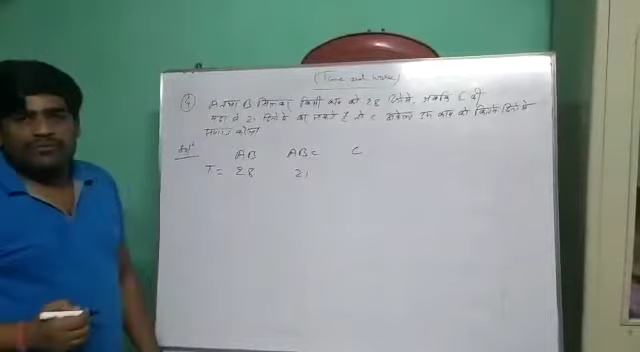 (Time and work)
(4) A तथा B मिलकर किसी काम को 28 दिनों में, जबकि C की
मदद से 21 दिनों में कर सकते है तो C अकेला उस काम को कितने दिनों में
समाप्त करेगा
AB ABC C
T = 28 21